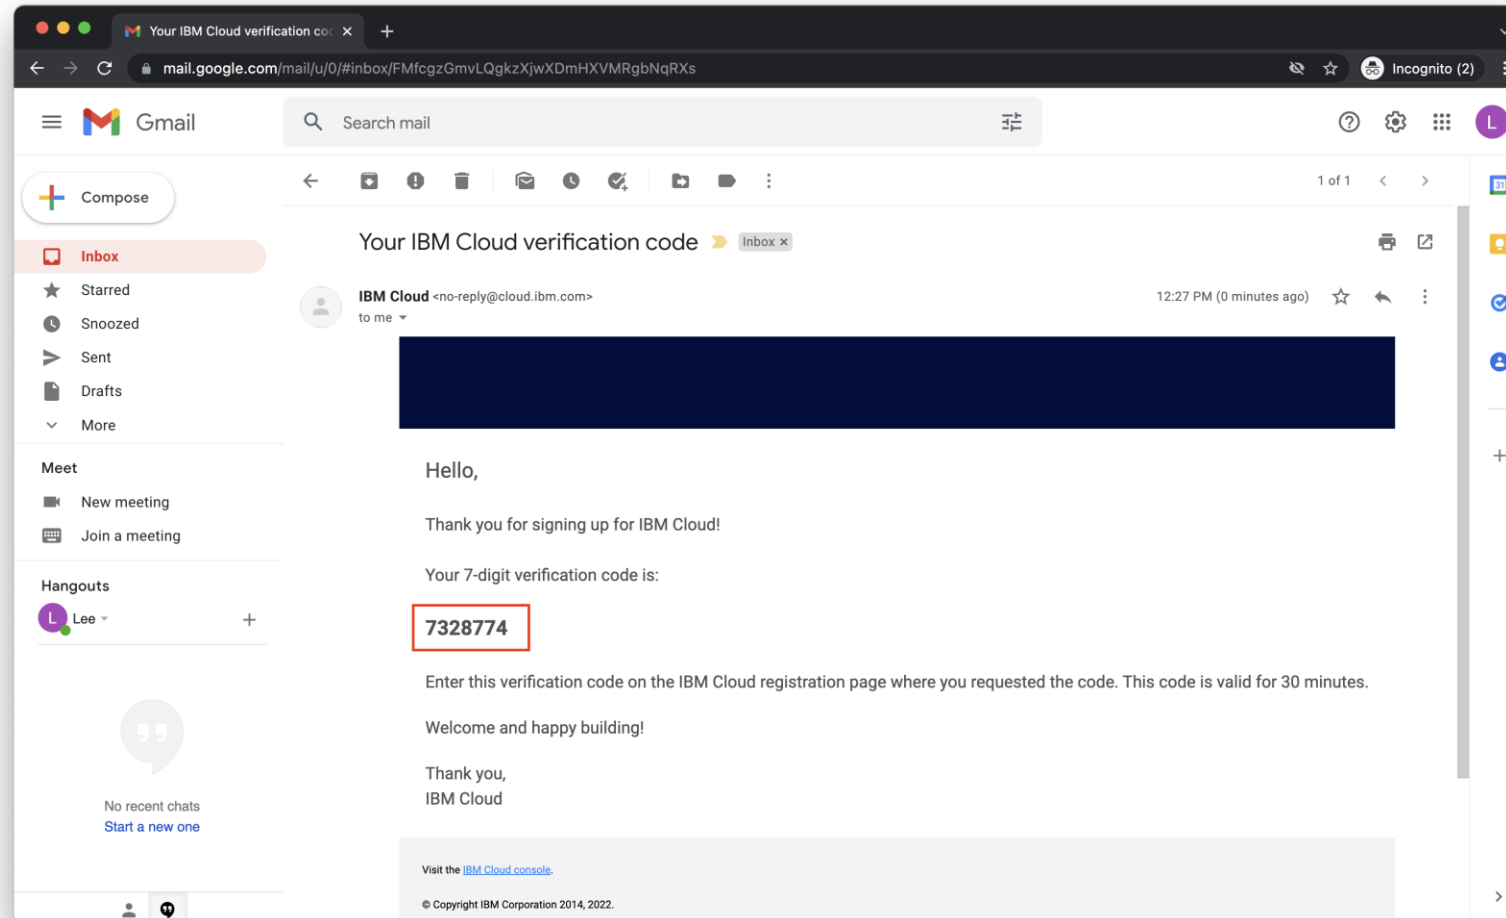 Your IBM Cloud verification co
mail.google.com/mail/u/0/#inbox/FMfcgzGmvLQgkzXjwXDmHXVMRgbNqRXs
Incognito (2)
Gmail
Search mail
L
Compose
1 of 1
31
Your IBM Cloud verification code
Inbox ×
Inbox
Starred
Snoozed
Sent
Drafts
More
IBM Cloud <no-reply@cloud.ibm.com>
12:27 PM (0 minutes ago)
to me
Meet
New meeting
Join a meeting
Hangouts
L
Lee
No recent chats
Start a new one
Hello,
Thank you for signing up for IBM Cloud!
Your 7-digit verification code is:
7328774
Enter this verification code on the IBM Cloud registration page where you requested the code. This code is valid for 30 minutes.
Welcome and happy building!
Thank you,
IBM Cloud
Visit the IBM Cloud console.
© Copyright IBM Corporation 2014, 2022.